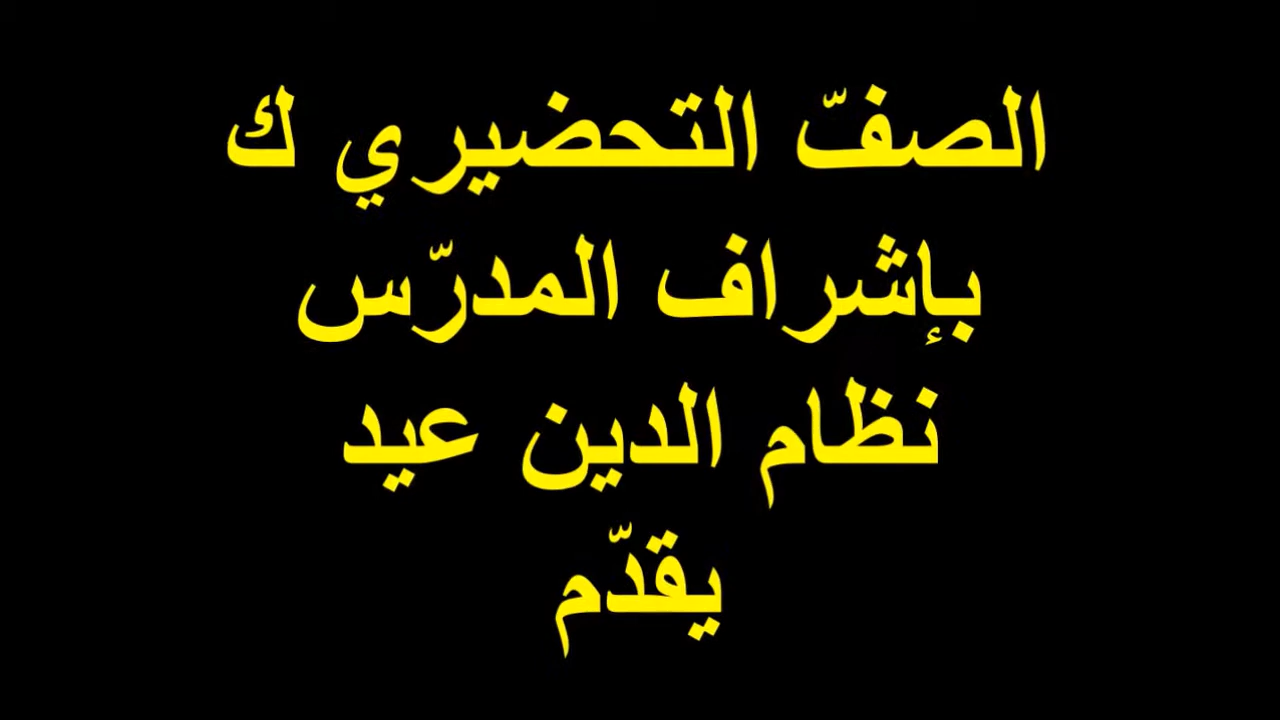 الصفّ التحضيري ك
بإشراف المدرّس
نظام الدين عيد
يقدّم